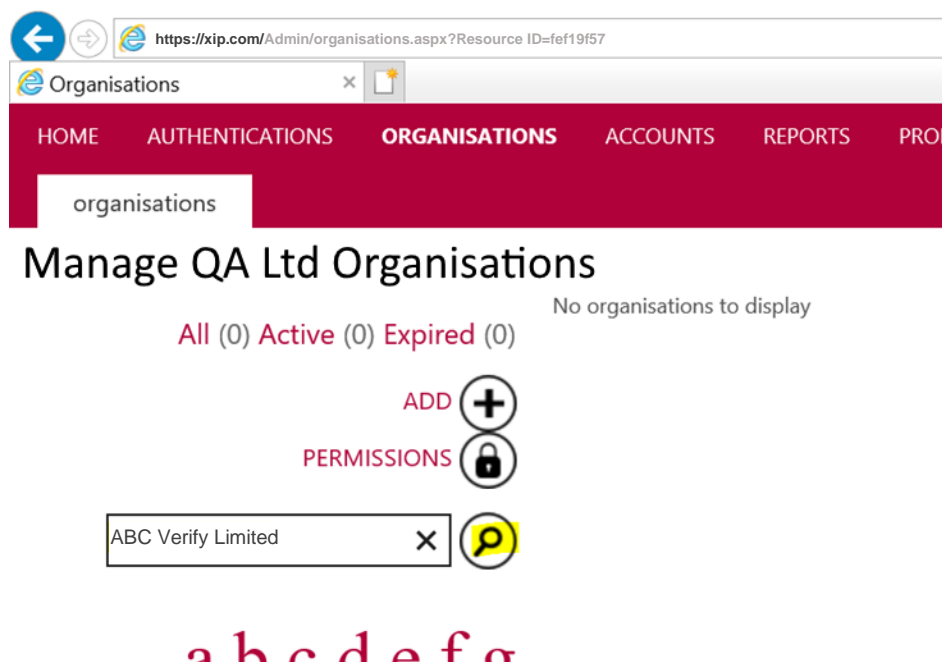 https://xip.com/Admin/organisations.aspx?Resource ID=fef19f57
Organisations
HOME AUTHENTICATIONS ORGANISATIONS ACCOUNTS REPORTS
organisations
Manage QA Ltd Organisations
No organisations to display
All (0) Active (0) Expired (0)
ADD
PERMISSIONS
ABC Verify Limited
a b c d e f g